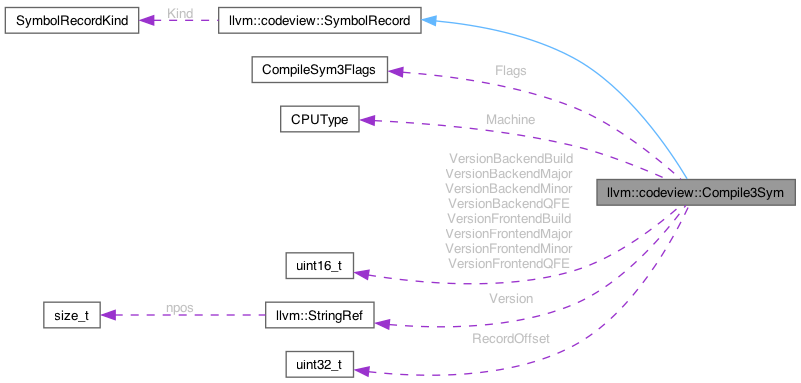 SymbolRecordKind
Kind
llvm::codeview::SymbolRecord
CompileSym3Flags
Flags
CPUType
Machine
VersionBackendBuild
VersionBackendMajor
VersionBackendMinor
VersionBackendQFE
VersionFrontendBuild
VersionFrontendMajor
VersionFrontendMinor
VersionFrontendQFE
llvm::codeview::Compile3Sym
uint16_t
size_t
npos
llvm::StringRef
Version
uint32_t
RecordOffset